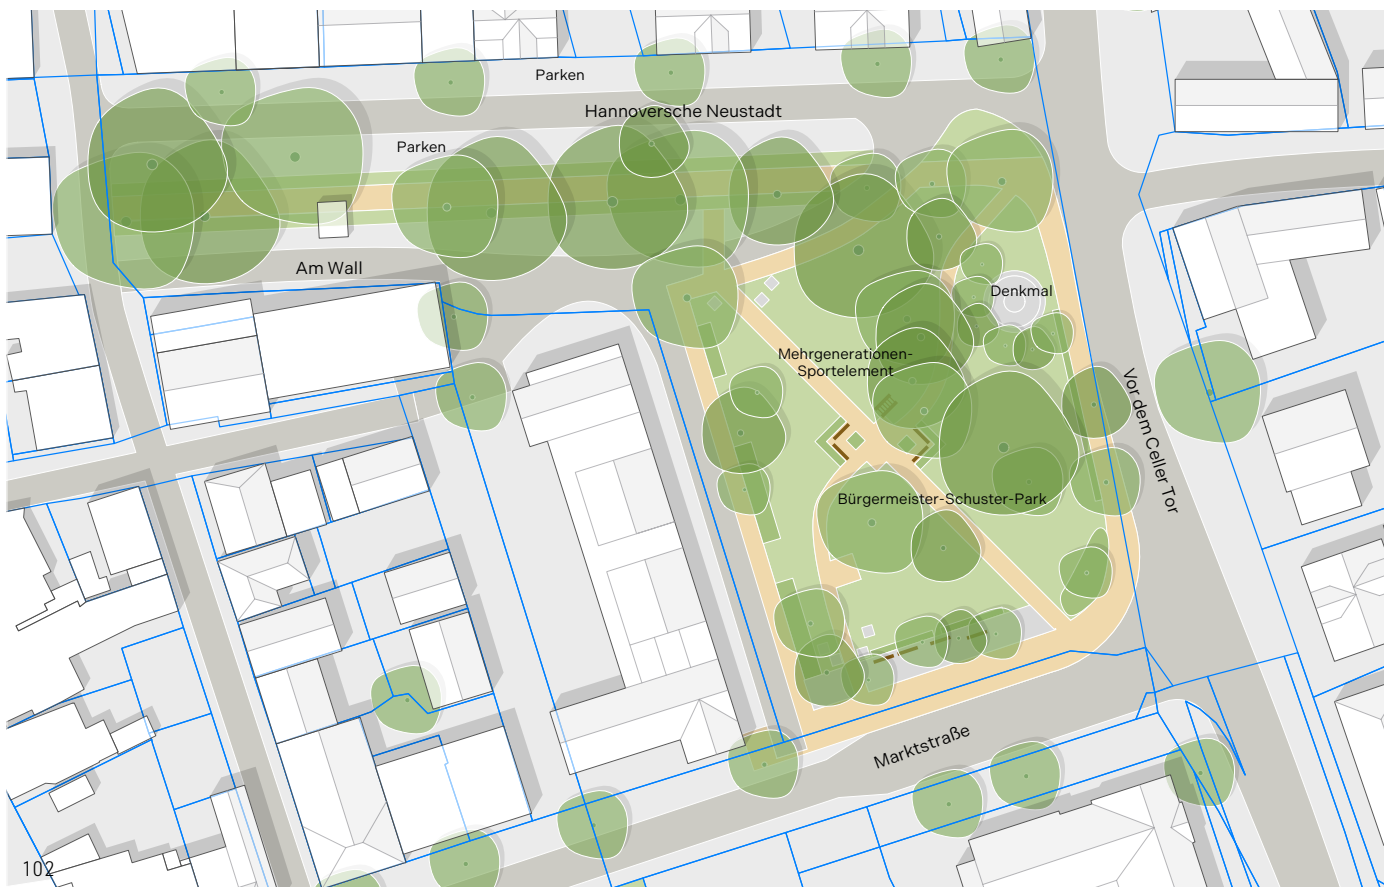 Parken
Hannoversche Neustadt
Parken
Am Wall
Denkmal
Mehrgenerationen-
Sportelement
Vor dem Celler Tor
Bürgermeister-Schuster-Park
Marktstraße
102